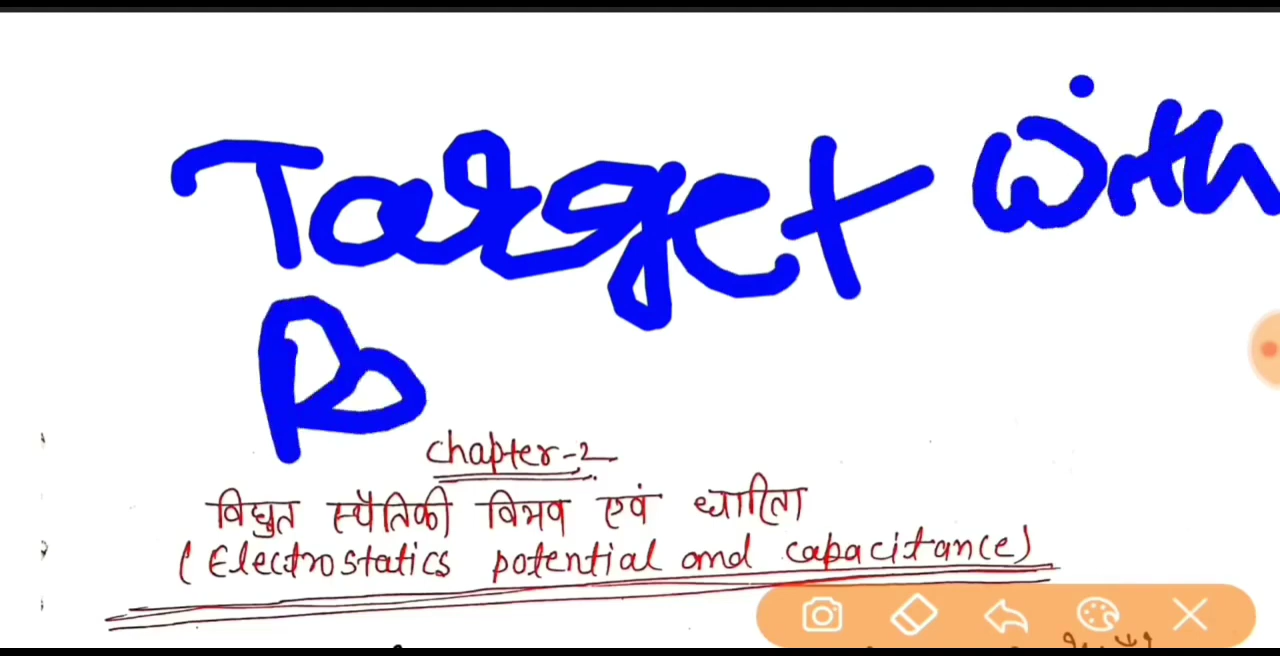 Target with
chapter-2
विद्युत स्थैतिकी विभव एवं धारिता
(Electrostatics potential and capacitance)